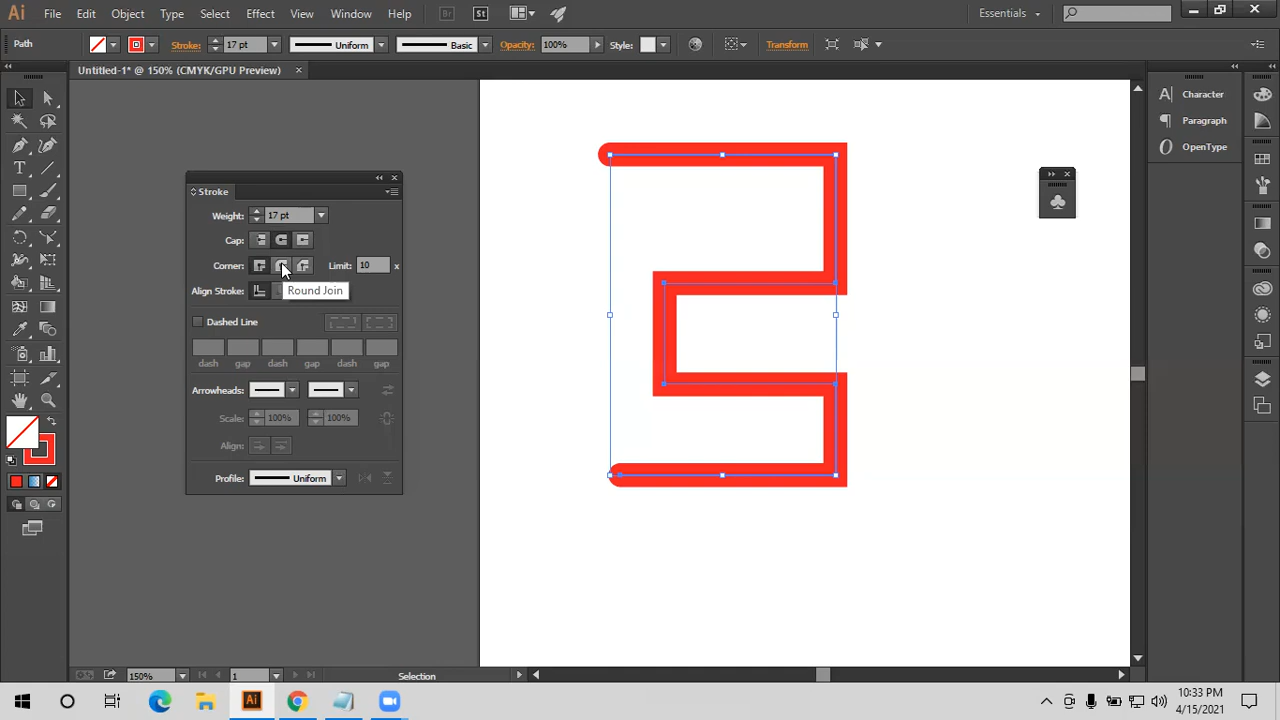 Ai File Edit Object Type Select Effect View Window Help Br St Essentials
Path Stroke: 17 pt Uniform Basic Opacity: 100% Style: Transform
Untitled-1* @ 150% (CMYK/GPU Preview) ×
Character
Paragraph
OpenType
Stroke
Weight: 17 pt
Cap:
Corner: Limit: 10 x
Align Stroke: Round Join
Dashed Line
dash gap dash gap dash gap
Arrowheads:
Scale: 100% 100%
Align:
Profile: Uniform
150% 1 Selection
Ai
10:33 PM
4/15/2021